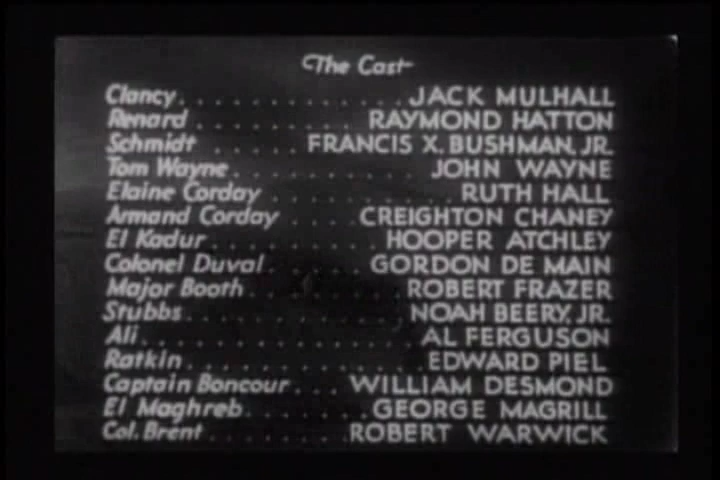 The Cast
Clancy.............JACK MULHALL
Renard..........RAYMOND HATTON
Schmidt......FRANCIS X. BUSHMAN, JR.
Tom Wayne..........JOHN WAYNE
Elaine Corday........RUTH HALL
Armand Corday....CREIGHTON CHANEY
El Kadur.........HOOPER ATCHLEY
Colonel Duval......GORDON DE MAIN
Major Booth........ROBERT FRAZER
Stubbs...........NOAH BEERY, JR.
Ali..............AL FERGUSON
Ratkin............EDWARD PIEL
Captain Boncour...WILLIAM DESMOND
El Maghreb.......GEORGE MAGRILL
Col. Brent........ROBERT WARWICK